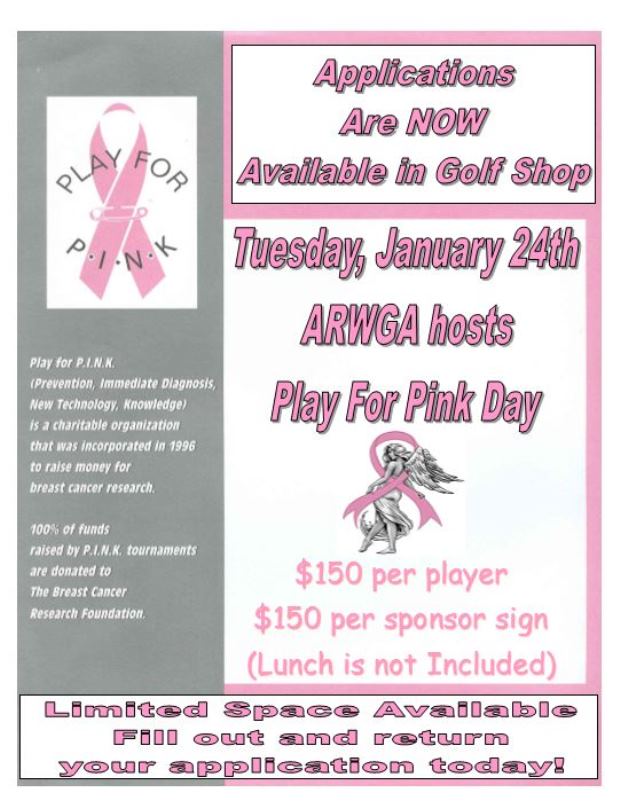 Applications
Are NOW
Available in Golf Shop
PLAY FOR
P·I·N·K
Play for P.I.N.K.
(Prevention, Immediate Diagnosis,
New Technology, Knowledge)
is a charitable organization
that was incorporated in 1996
to raise money for
breast cancer research.
100% of funds
raised by P.I.N.K. tournaments
are donated to
The Breast Cancer
Research Foundation.
Tuesday, January 24th
ARWGA hosts
Play For Pink Day
$150 per player
$150 per sponsor sign
(Lunch is not Included)
Limited Space Available
Fill out and return
your application today!